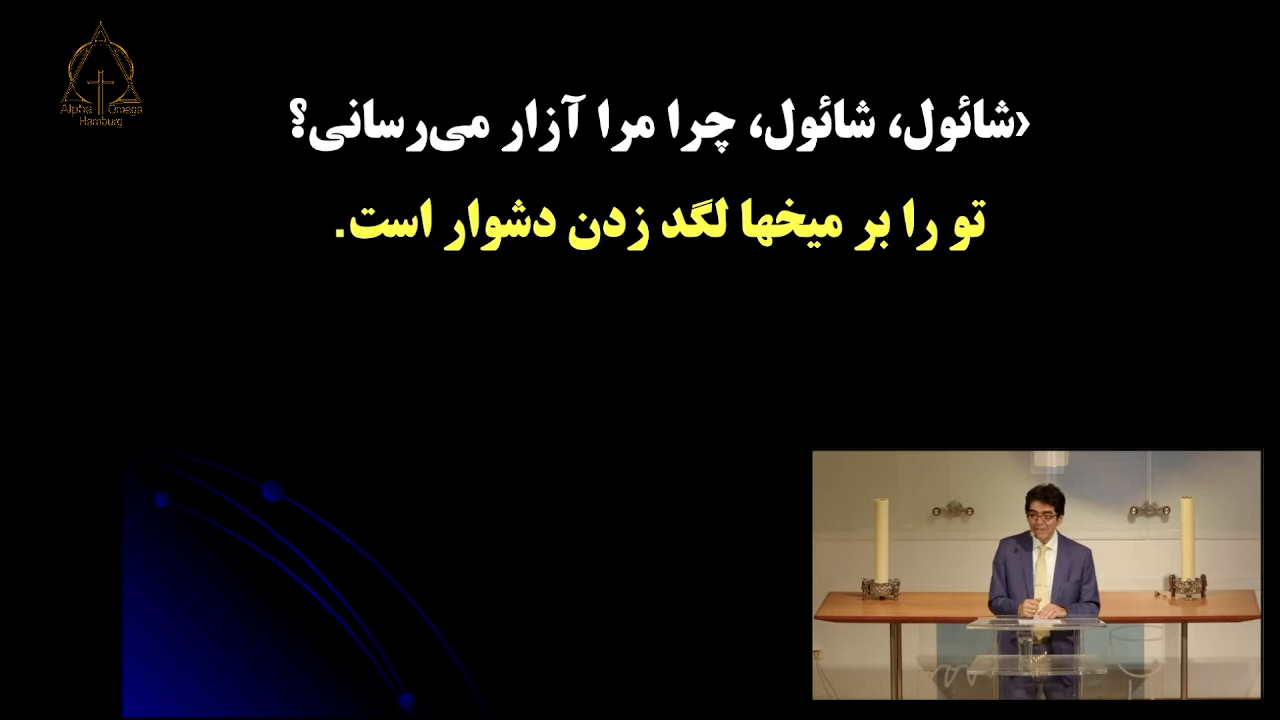 Alpha Omega
Hamburg
‹شائول، شائول، چرا مرا آزار می‌رسانی؟
تو را بر میخها لگد زدن دشوار است.